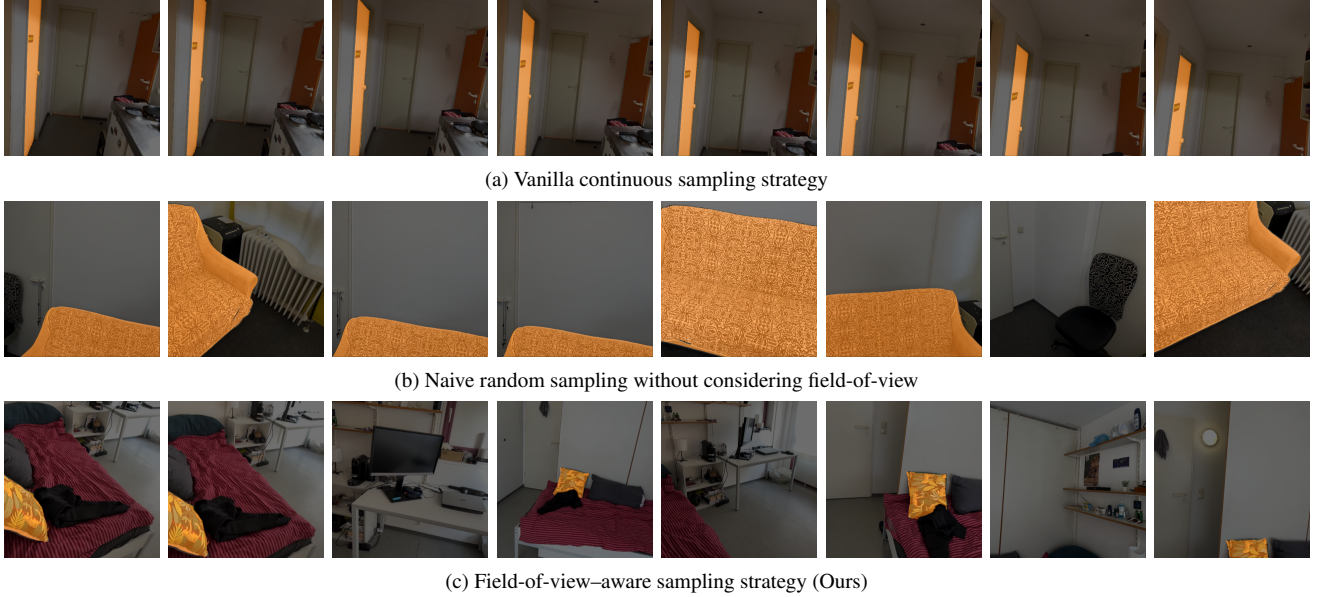 (a) Vanilla continuous sampling strategy
(b) Naive random sampling without considering field-of-view
(c) Field-of-view–aware sampling strategy (Ours)